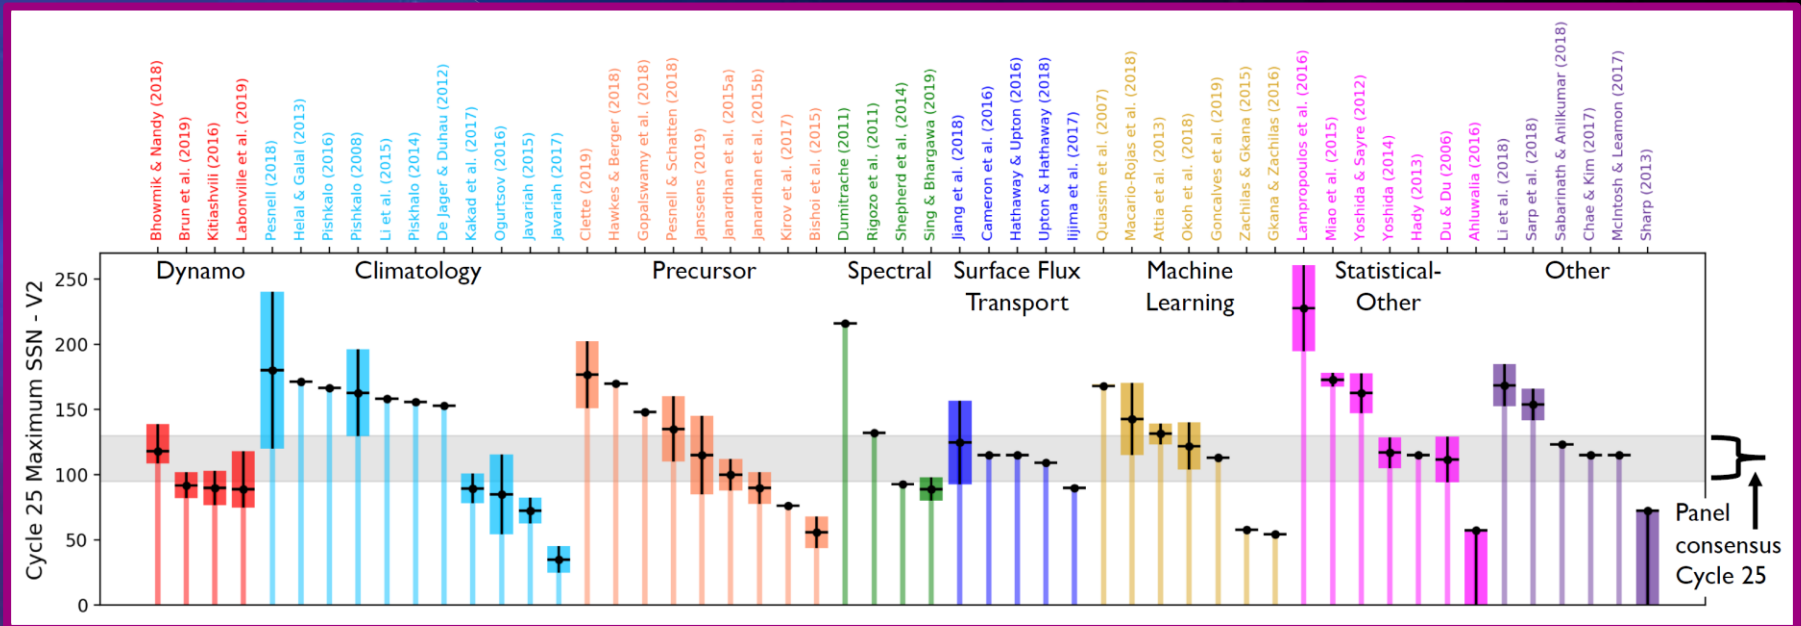 Bhowmik & Nandy (2018)
Brun et al. (2019)
Kitiashvili (2016)
Labonville et al. (2019)
Pesnell (2018)
Helal & Galal (2013)
Pishkalo (2016)
Pishkalo (2008)
Li et al. (2015)
Piskhalo (2014)
De Jager & Duhau (2012)
Kakad et al. (2017)
Ogurtsov (2016)
Javariah (2015)
Javariah (2017)
Clette (2019)
Hawkes & Berger (2018)
Gopalswamy et al. (2018)
Pesnell & Schatten (2018)
Janssens (2019)
Janardhan et al. (2015a)
Janardhan et al. (2015b)
Kirov et al. (2017)
Bishoi et al. (2015)
Dumitrache (2011)
Rigozo et al. (2011)
Shepherd et al. (2014)
Sing & Bhargawa (2019)
Jiang et al. (2018)
Cameron et al. (2016)
Hathaway & Upton (2016)
Upton & Hathaway (2018)
Iijima et al. (2017)
Quassim et al. (2007)
Macario-Rojas et al. (2018)
Attia et al. (2013)
Okoh et al. (2018)
Goncalves et al. (2019)
Zachilas & Gkana (2015)
Gkana & Zachilas (2016)
Lampropoulos et al. (2016)
Miao et al. (2015)
Yoshida & Sayre (2012)
Yoshida (2014)
Hady (2013)
Du & Du (2006)
Ahluwalia (2016)
Li et al. (2018)
Sarp et al. (2018)
Sabarinath & Anilkumar (2018)
Chae & Kim (2017)
McIntosh & Leamon (2017)
Sharp (2013)
Dynamo
Climatology
Precursor
Spectral
Surface Flux
Transport
Machine
Learning
Statistical-
Other
Other
Cycle 25 Maximum SSN - V2
250
200
150
100
50
0
Panel
consensus
Cycle 25